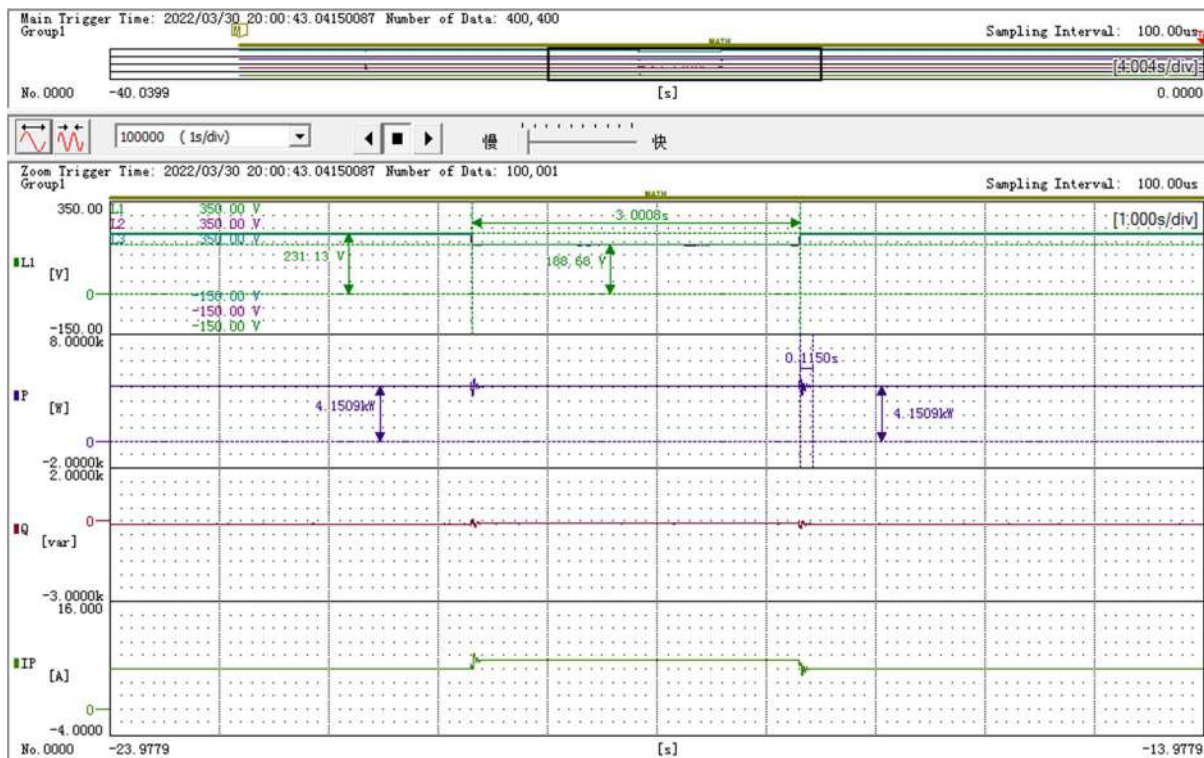 Main Trigger Time: 2022/03/30 20:00:43.04150087 Number of Data: 400,400
Group1
Sampling Interval: 100.00us
M
MATH
[4.004s/div]
No.0000 -40.0399 [s] 0.0000
100000 ( 1s/div) 慢 快
Zoom Trigger Time: 2022/03/30 20:00:43.04150087 Number of Data: 100,001
Group1
Sampling Interval: 100.00us
MATH
350.00 L1 350.00 V 3.0008s [1.000s/div]
L2 350.00 V
L3 350.00 V
231.13 V 188.68 V
L1
[V]
0
-150.00 V
-150.00 V
-150.00 -150.00 V
8.0000k
0.1150s
P
[W] 4.1509kW 4.1509kW
0
-2.0000k
2.0000k
0
Q
[var]
-3.0000k
16.000
IP
[A]
0
-4.0000
No.0000 -23.9779 [s] -13.9779